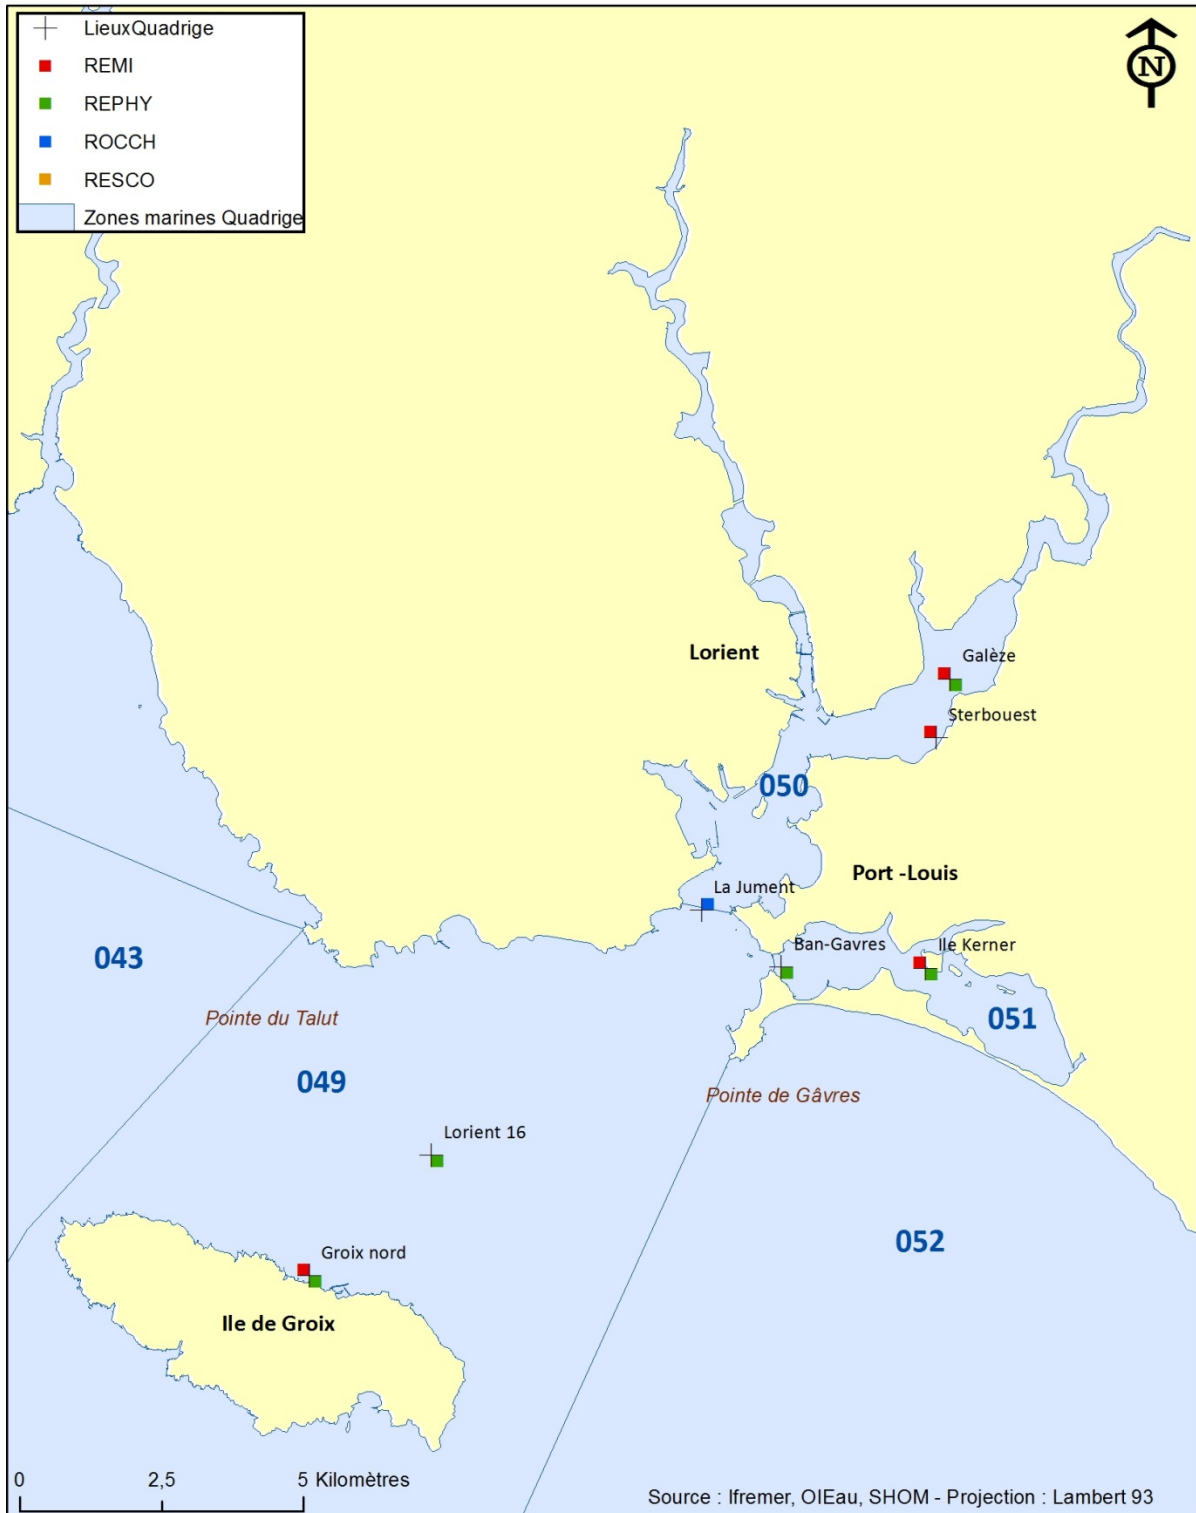 LieuxQuadrige
REMI
REPHY
ROCCH
RESCO
Zones marines Quadrige
N
Lorient
Galèze
Sterbouest
050
Port -Louis
La Jument
Ban-Gavres
Ile Kerner
043
Pointe du Talut
051
049
Pointe de Gâvres
Lorient 16
052
Groix nord
Ile de Groix
0 2,5 5 Kilomètres
Source : Ifremer, OIEau, SHOM - Projection : Lambert 93